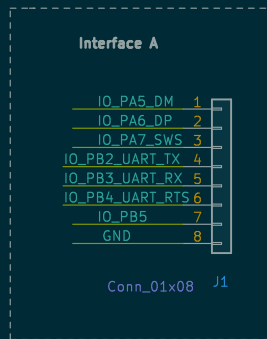 Interface A
IO_PA5_DM 1
IO_PA6_DP 2
IO_PA7_SWS 3
IO_PB2_UART_TX 4
IO_PB3_UART_RX 5
IO_PB4_UART_RTS 6
IO_PB5 7
GND 8
Conn_01x08 J1